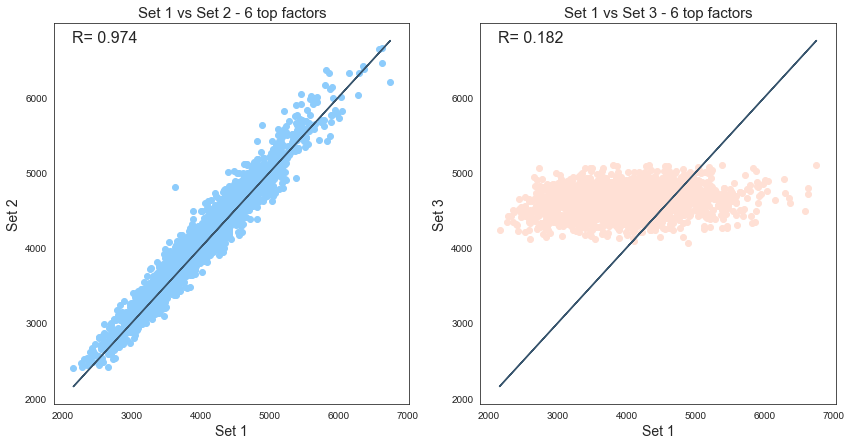 Set 1 vs Set 2 - 6 top factors
R= 0.974
6000
5000
4000
3000
2000
Set 2
2000 3000 4000 5000 6000 7000
Set 1
Set 1 vs Set 3 - 6 top factors
R= 0.182
6000
5000
4000
3000
2000
Set 3
2000 3000 4000 5000 6000 7000
Set 1